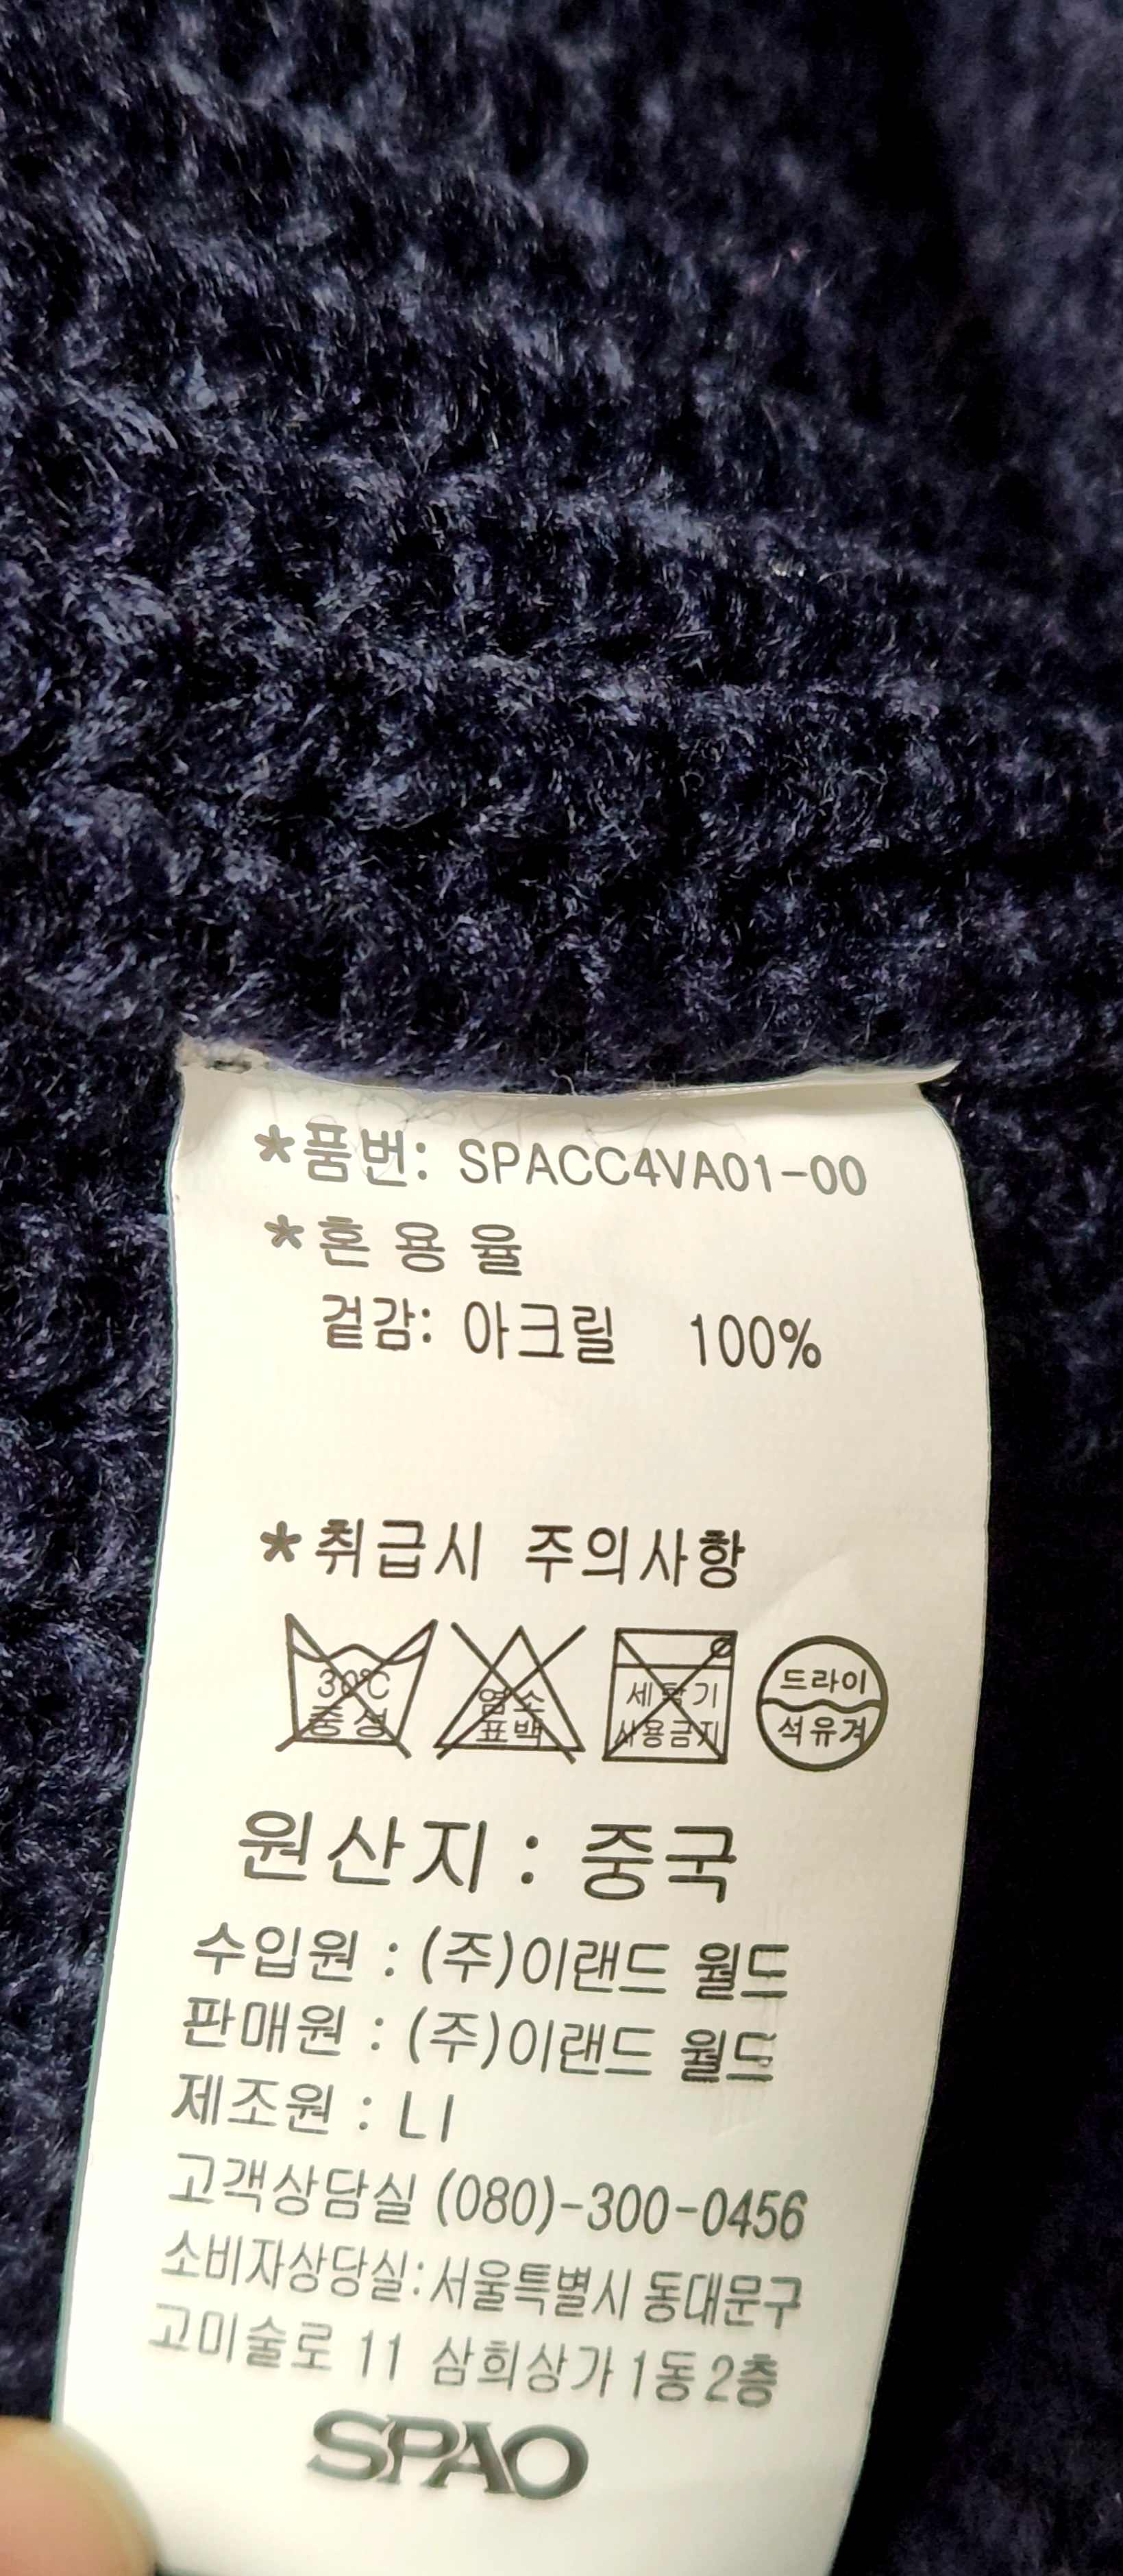 *품번: SPACC4VA01-00
*혼 용 율
겉감: 아크릴 100%
*취급시 주의사항
30℃ 염소 세탁기 드라이
중성 표백 사용금지 석유계
원산지 : 중국
수입원 : (주)이랜드 월드
판매원 : (주)이랜드 월드
제조원 : LI
고객상담실 (080)-300-0456
소비자상당실:서울특별시 동대문구
고미술로 11 삼희상가 1동 2층
SPAO